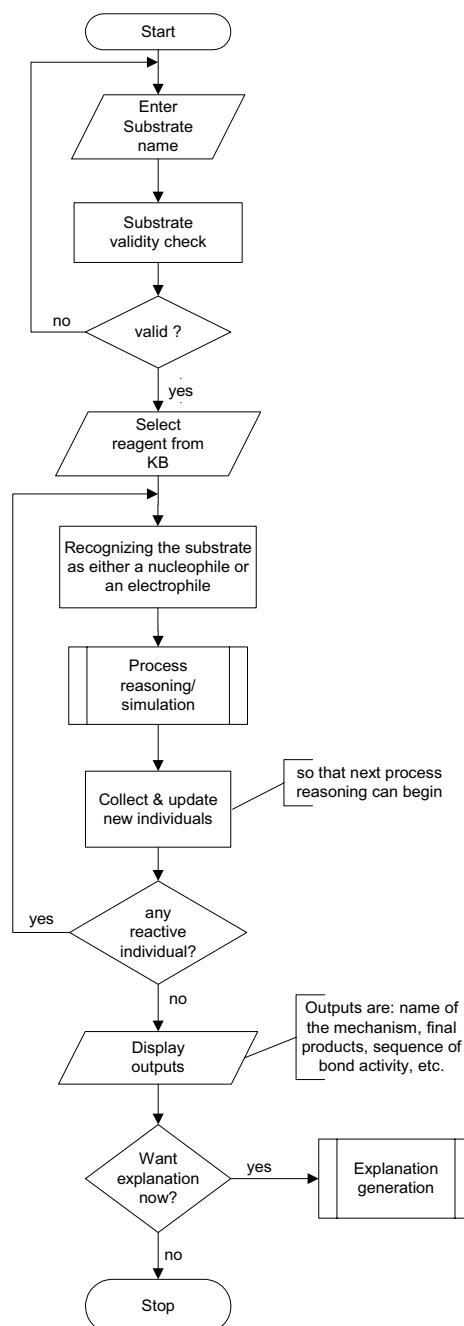 Start
Enter
Substrate
name
Substrate
validity check
no
valid ?
yes
Select
reagent from
KB
Recognizing the substrate
as either a nucleophile or
an electrophile
Process
reasoning/
simulation
so that next process
reasoning can begin
Collect & update
new individuals
yes
any
reactive
individual?
no
Outputs are: name of
the mechanism, final
products, sequence of
bond activity, etc.
Display
outputs
Want
explanation
now?
yes
Explanation
generation
no
Stop